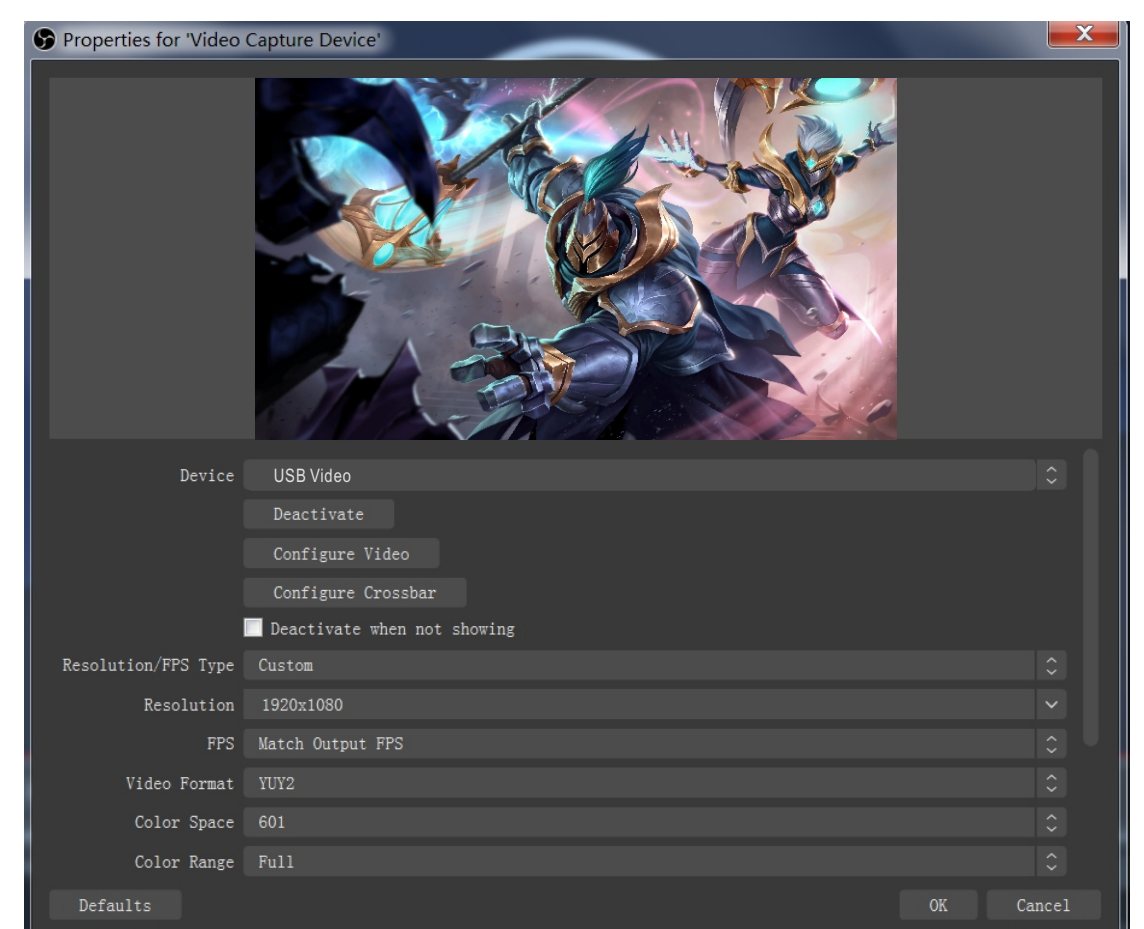 Properties for 'Video Capture Device'
Device USB Video
Deactivate
Configure Video
Configure Crossbar
Deactivate when not showing
Resolution/FPS Type Custom
Resolution 1920x1080
FPS Match Output FPS
Video Format YUY2
Color Space 601
Color Range Full
Defaults OK Cancel